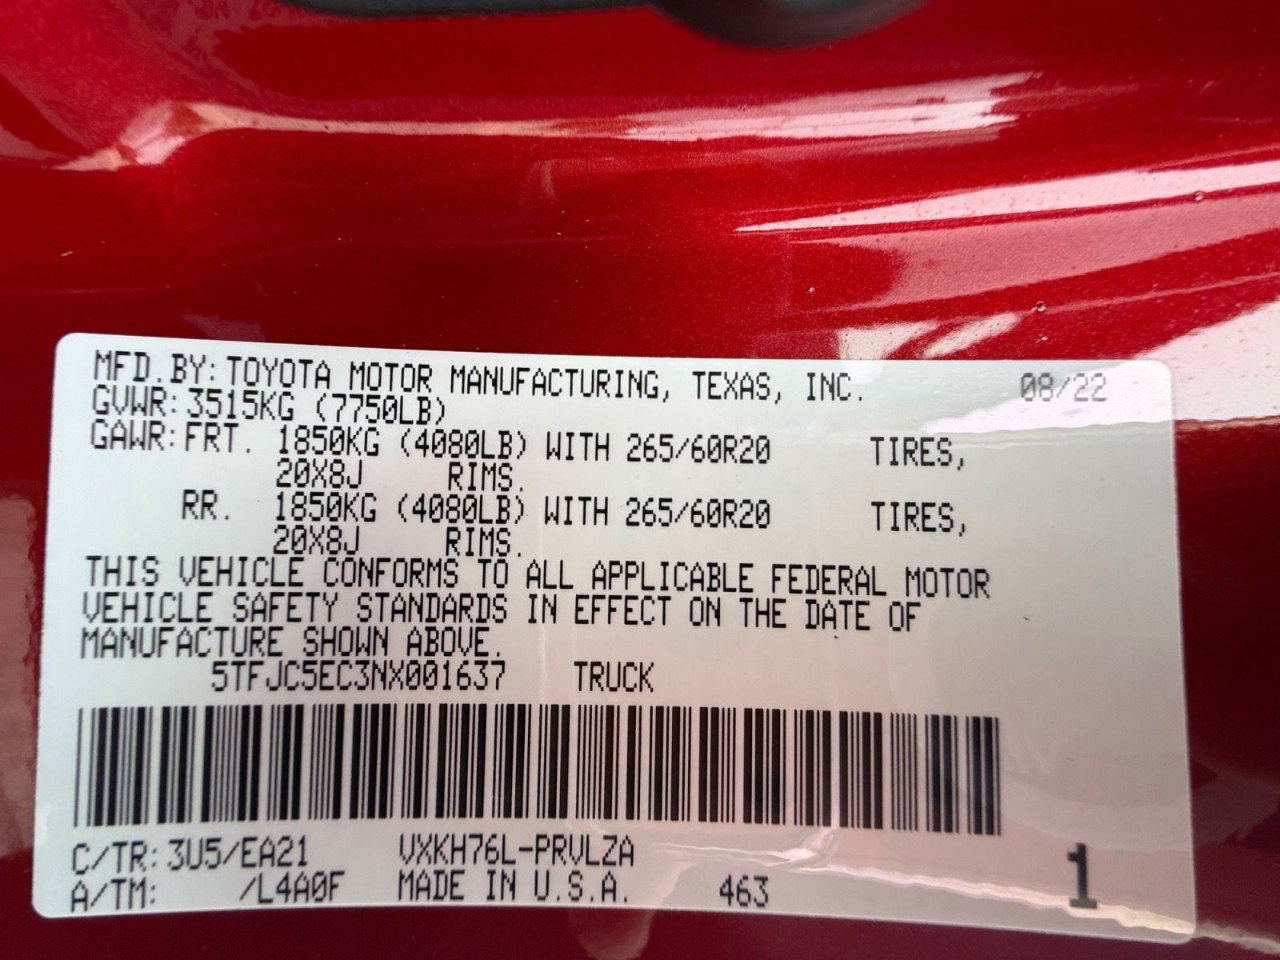 MFD.BY: TOYOTA MOTOR MANUFACTURING, TEXAS, INC. 08/22
GVWR: 3515KG (7750LB)
GAWR: FRT. 1850KG (4080LB) WITH 265/60R20 TIRES,
20X8J RIMS.
RR. 1850KG (4080LB) WITH 265/60R20 TIRES,
20X8J RIMS.
THIS VEHICLE CONFORMS TO ALL APPLICABLE FEDERAL MOTOR
VEHICLE SAFETY STANDARDS IN EFFECT ON THE DATE OF
MANUFACTURE SHOWN ABOVE.
5TFJC5EC3NX001637 TRUCK
C/TR: 3U5/EA21 VXKH76L-PRVLZA
A/TM: /L4A0F MADE IN U.S.A. 463 1